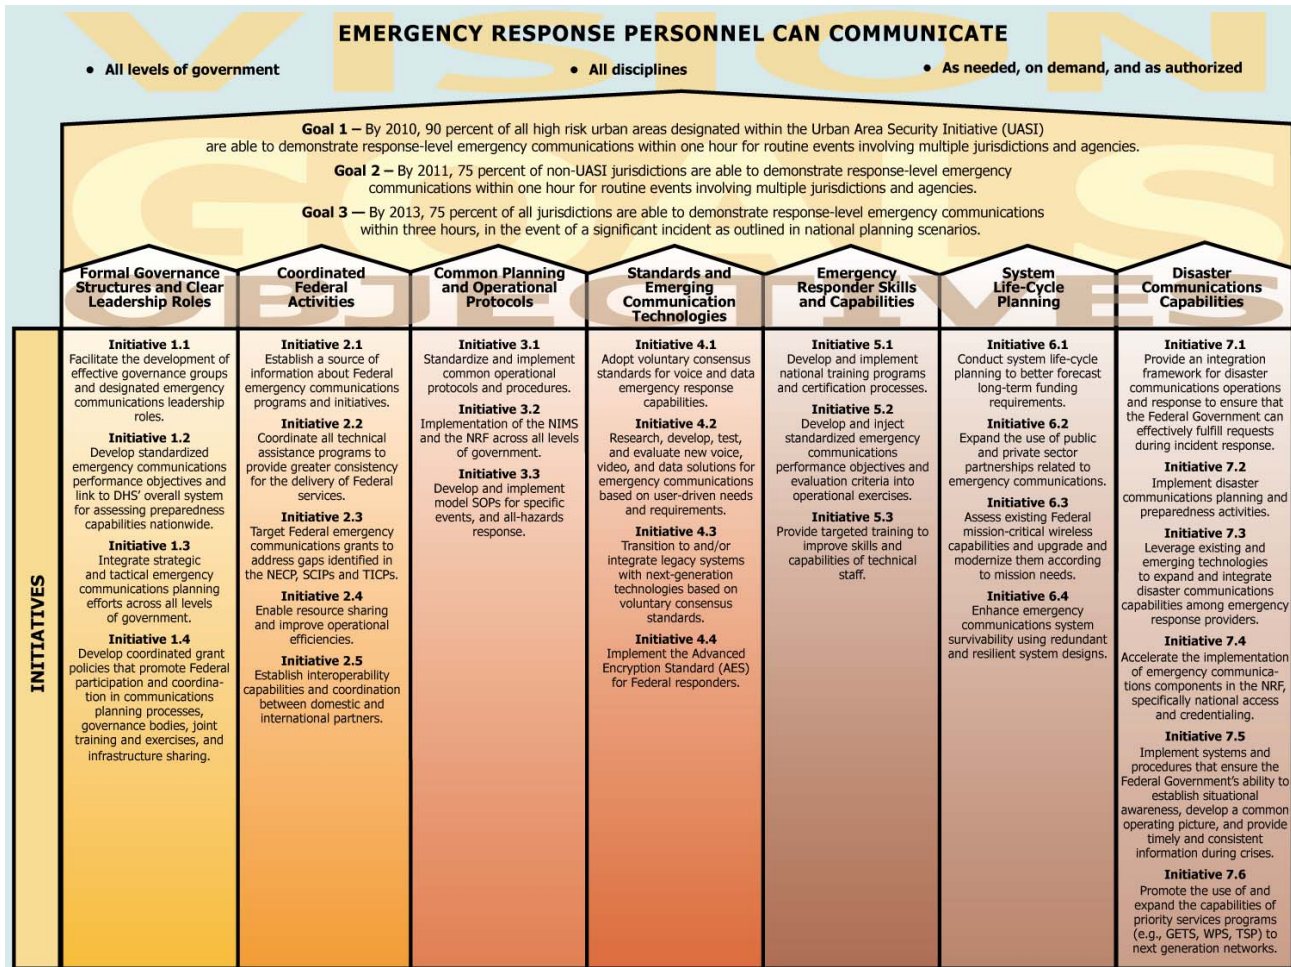 VISION
EMERGENCY RESPONSE PERSONNEL CAN COMMUNICATE
• All levels of government
• All disciplines
• As needed, on demand, and as authorized
GOALS
Goal 1 – By 2010, 90 percent of all high risk urban areas designated within the Urban Area Security Initiative (UASI)
are able to demonstrate response-level emergency communications within one hour for routine events involving multiple jurisdictions and agencies.
Goal 2 – By 2011, 75 percent of non-UASI jurisdictions are able to demonstrate response-level emergency
communications within one hour for routine events involving multiple jurisdictions and agencies.
Goal 3 — By 2013, 75 percent of all jurisdictions are able to demonstrate response-level emergency communications
within three hours, in the event of a significant incident as outlined in national planning scenarios.
OBJECTIVES
Formal Governance
Structures and Clear
Leadership Roles
Coordinated
Federal
Activities
Common Planning
and Operational
Protocols
Standards and
Emerging
Communication
Technologies
Emergency
Responder Skills
and Capabilities
System
Life-Cycle
Planning
Disaster
Communications
Capabilities
INITIATIVES
Initiative 1.1
Facilitate the development of
effective governance groups
and designated emergency
communications leadership
roles.
Initiative 1.2
Develop standardized
emergency communications
performance objectives and
link to DHS' overall system
for assessing preparedness
capabilities nationwide.
Initiative 1.3
Integrate strategic
and tactical emergency
communications planning
efforts across all levels
of government.
Initiative 1.4
Develop coordinated grant
policies that promote Federal
participation and coordina-
tion in communications
planning processes,
governance bodies, joint
training and exercises, and
infrastructure sharing.
Initiative 2.1
Establish a source of
information about Federal
emergency communications
programs and initiatives.
Initiative 2.2
Coordinate all technical
assistance programs to
provide greater consistency
for the delivery of Federal
services.
Initiative 2.3
Target Federal emergency
communications grants to
address gaps identified in
the NECP, SCIPs and TICPs.
Initiative 2.4
Enable resource sharing
and improve operational
efficiencies.
Initiative 2.5
Establish interoperability
capabilities and coordination
between domestic and
international partners.
Initiative 3.1
Standardize and implement
common operational
protocols and procedures.
Initiative 3.2
Implementation of the NIMS
and the NRF across all levels
of government.
Initiative 3.3
Develop and implement
model SOPs for specific
events, and all-hazards
response.
Initiative 4.1
Adopt voluntary consensus
standards for voice and data
emergency response
capabilities.
Initiative 4.2
Research, develop, test,
and evaluate new voice,
video, and data solutions for
emergency communications
based on user-driven needs
and requirements.
Initiative 4.3
Transition to and/or
integrate legacy systems
with next-generation
technologies based on
voluntary consensus
standards.
Initiative 4.4
Implement the Advanced
Encryption Standard (AES)
for Federal responders.
Initiative 5.1
Develop and implement
national training programs
and certification processes.
Initiative 5.2
Develop and inject
standardized emergency
communications
performance objectives and
evaluation criteria into
operational exercises.
Initiative 5.3
Provide targeted training to
improve skills and
capabilities of technical
staff.
Initiative 6.1
Conduct system life-cycle
planning to better forecast
long-term funding
requirements.
Initiative 6.2
Expand the use of public
and private sector
partnerships related to
emergency communications.
Initiative 6.3
Assess existing Federal
mission-critical wireless
capabilities and upgrade and
modernize them according
to mission needs.
Initiative 6.4
Enhance emergency
communications system
survivability using redundant
and resilient system designs.
Initiative 7.1
Provide an integration
framework for disaster
communications operations
and response to ensure that
the Federal Government can
effectively fulfill requests
during incident response.
Initiative 7.2
Implement disaster
communications planning and
preparedness activities.
Initiative 7.3
Leverage existing and
emerging technologies
to expand and integrate
disaster communications
capabilities among emergency
response providers.
Initiative 7.4
Accelerate the implementation
of emergency communica-
tions components in the NRF,
specifically national access
and credentialing.
Initiative 7.5
Implement systems and
procedures that ensure the
Federal Government's ability to
establish situational
awareness, develop a common
operating picture, and provide
timely and consistent
information during crises.
Initiative 7.6
Promote the use of and
expand the capabilities of
priority services programs
(e.g., GETS, WPS, TSP) to
next generation networks.